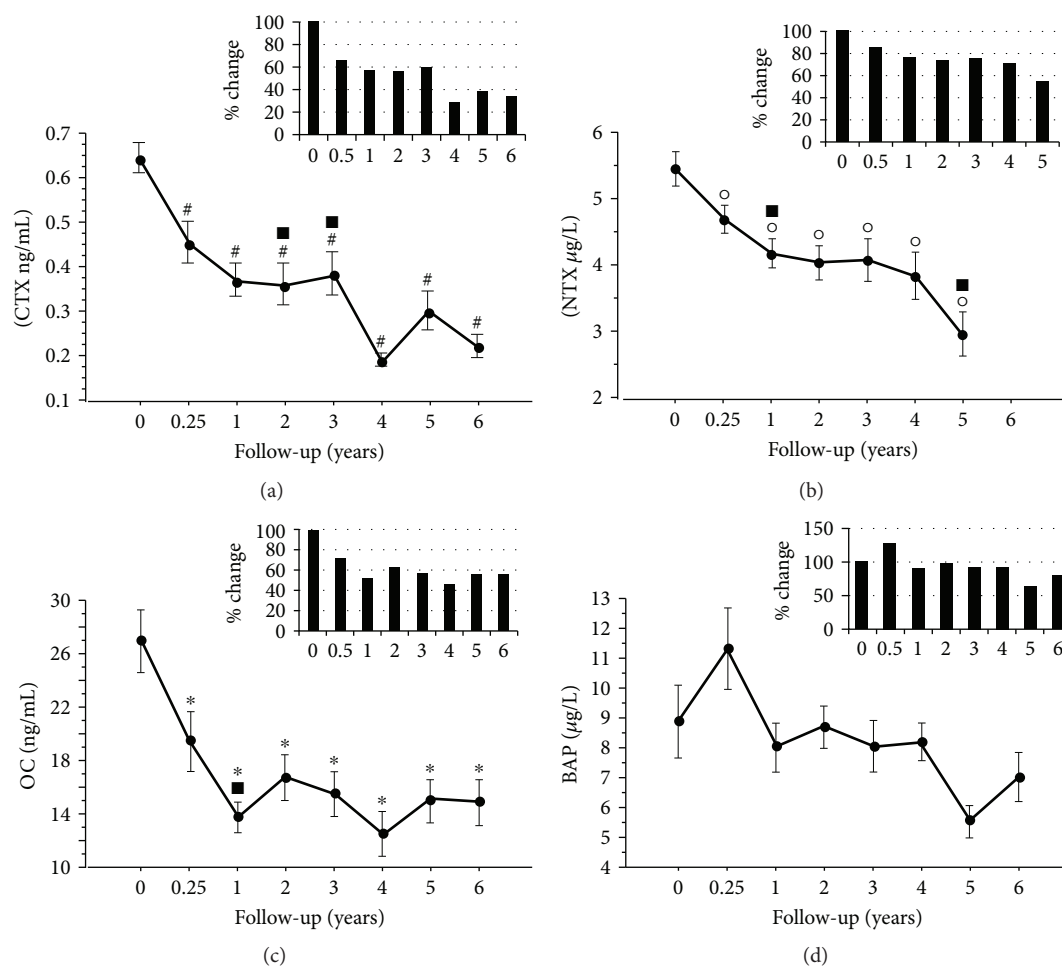 % change
100
80
60
40
20
0
0 0.5 1 2 3 4 5 6
(CTX ng/mL)
0.7
0.5
0.4
0.3
0.2
0.1
# # # # # # #
0 0.25 1 2 3 4 5 6
Follow-up (years)
(a)
% change
100
80
60
40
20
0
0 0.5 1 2 3 4 5
(NTX μg/L)
6
5
4
3
2
0 0.25 1 2 3 4 5 6
Follow-up (years)
(b)
% change
100
80
60
40
20
0
0 0.5 1 2 3 4 5 6
OC (ng/mL)
30
26
22
18
14
10
* * * * * * *
0 0.25 1 2 3 4 5 6
Follow-up (years)
(c)
% change
150
100
50
0
0 0.5 1 2 3 4 5 6
BAP (μg/L)
13
12
11
10
9
8
7
6
5
4
0 0.25 1 2 3 4 5 6
Follow-up (years)
(d)